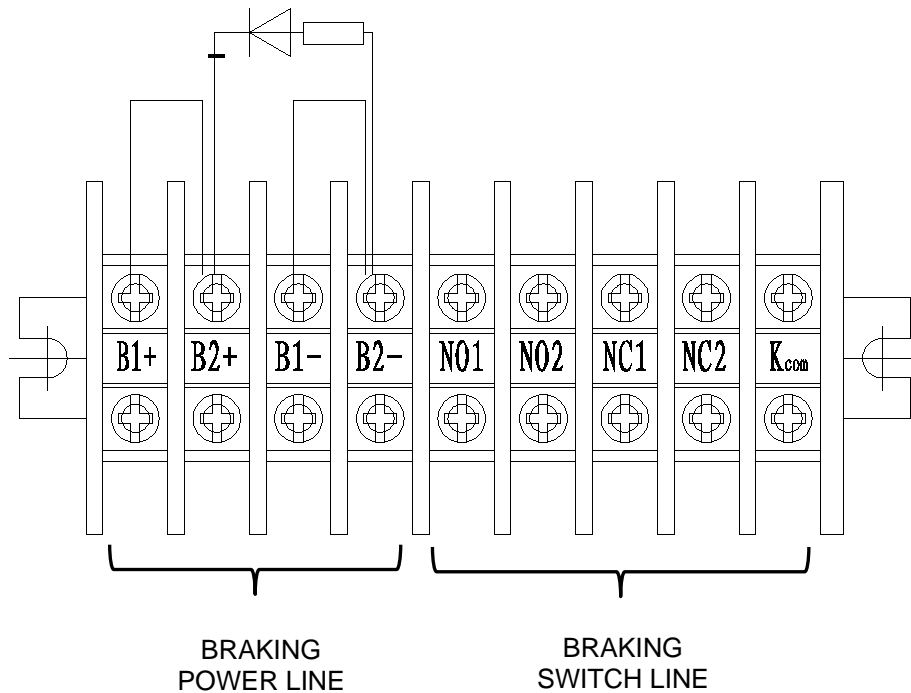 B1+ B2+ B1- B2- NO1 NO2 NC1 NC2 Kcom
BRAKING
POWER LINE
BRAKING
SWITCH LINE